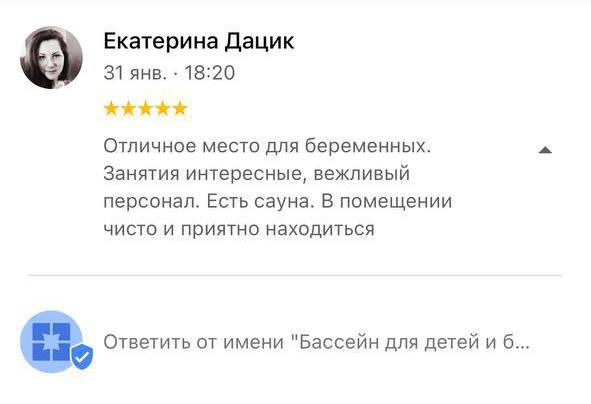 Екатерина Дацик
31 янв. · 18:20
Отличное место для беременных.
Занятия интересные, вежливый
персонал. Есть сауна. В помещении
чисто и приятно находиться
Ответить от имени "Бассейн для детей и б...